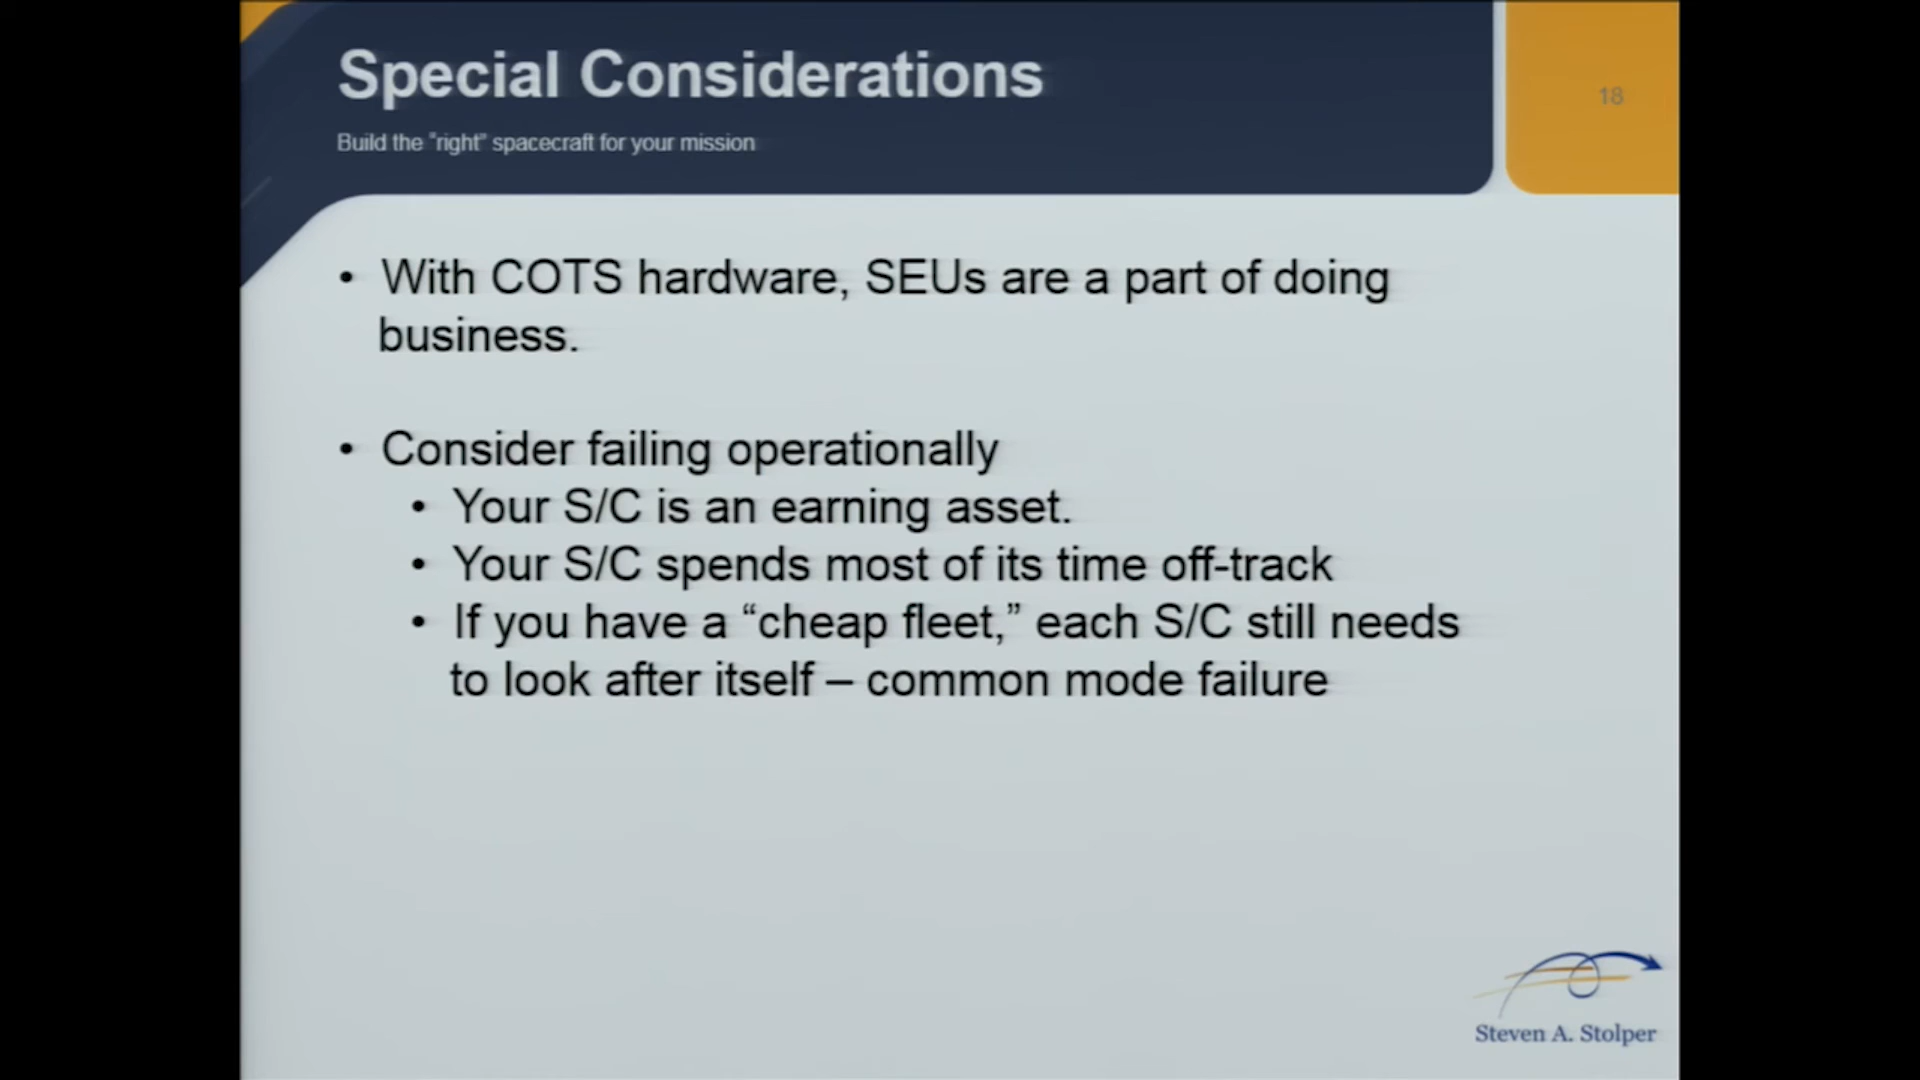 Special Considerations
18
Build the "right" spacecraft for your mission
• With COTS hardware, SEUs are a part of doing
business.
• Consider failing operationally
• Your S/C is an earning asset.
• Your S/C spends most of its time off-track
• If you have a “cheap fleet,” each S/C still needs
to look after itself – common mode failure
Steven A. Stolper